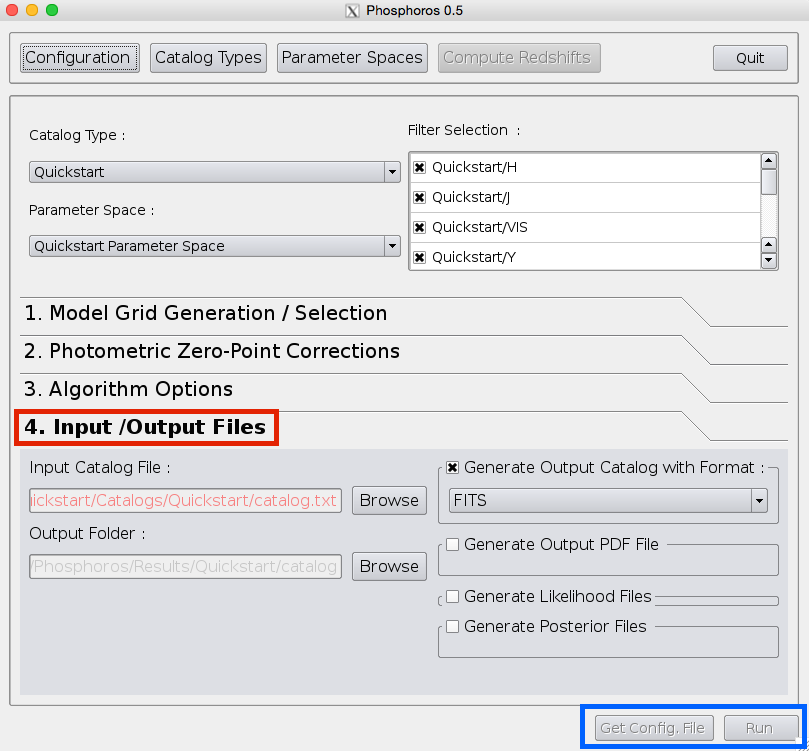 Phosphoros 0.5
Configuration Catalog Types Parameter Spaces Compute Redshifts Quit
Catalog Type :
Quickstart
Parameter Space :
Quickstart Parameter Space
Filter Selection :
Quickstart/H
Quickstart/J
Quickstart/VIS
Quickstart/Y
1. Model Grid Generation / Selection
2. Photometric Zero-Point Corrections
3. Algorithm Options
4. Input /Output Files
Input Catalog File :
ickstart/Catalogs/Quickstart/catalog.txt Browse
Output Folder :
/Phosphoros/Results/Quickstart/catalog Browse
Generate Output Catalog with Format :
FITS
Generate Output PDF File
Generate Likelihood Files
Generate Posterior Files
Get Config. File Run